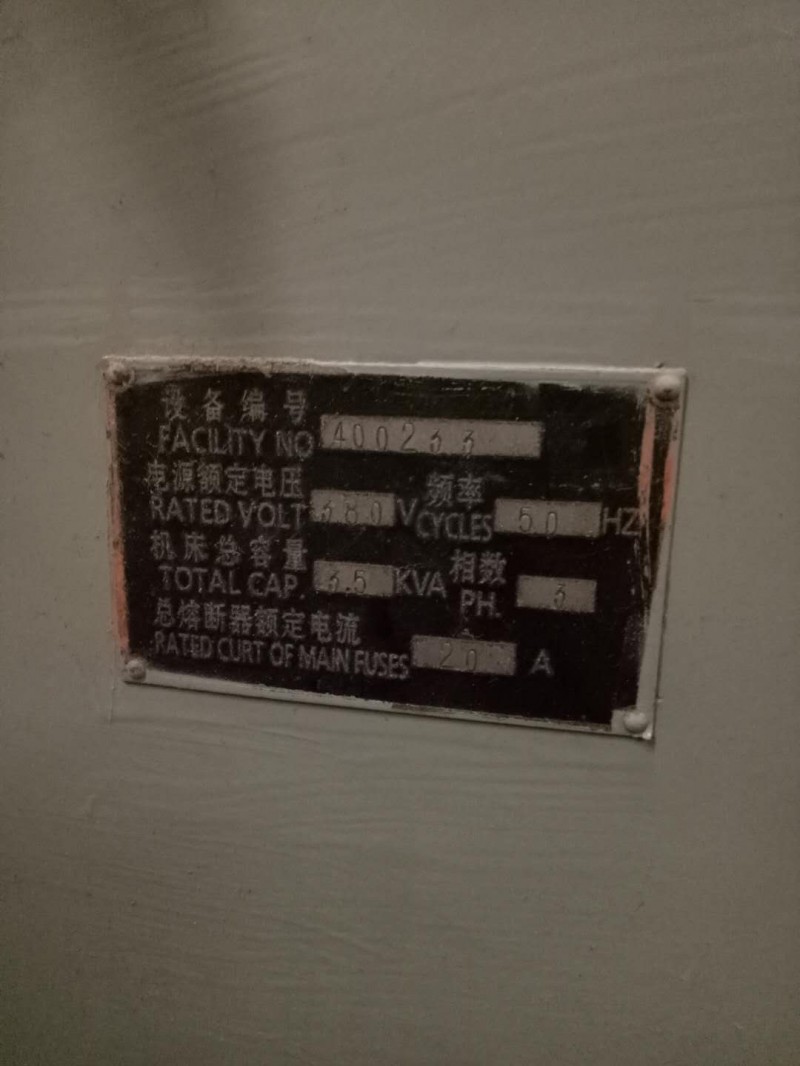 设备编号
FACILITY NO 400233
电源额定电压 频率
RATED VOLT 380 V CYCLES 50 HZ
机床总容量 相数
TOTAL CAP. 3.5 KVA PH. 3
总熔断器额定电流
RATED CURT OF MAIN FUSES 20 A